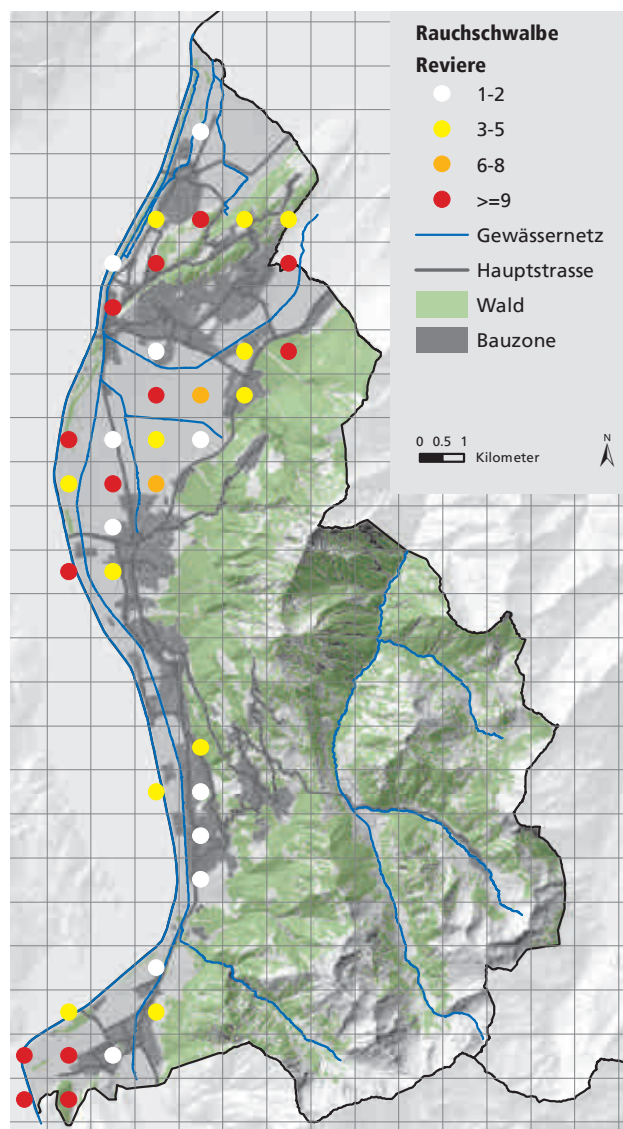 Rauchschwalbe
Reviere
1-2
3-5
6-8
>=9
Gewässernetz
Hauptstrasse
Wald
Bauzone
0 0.5 1 Kilometer
N